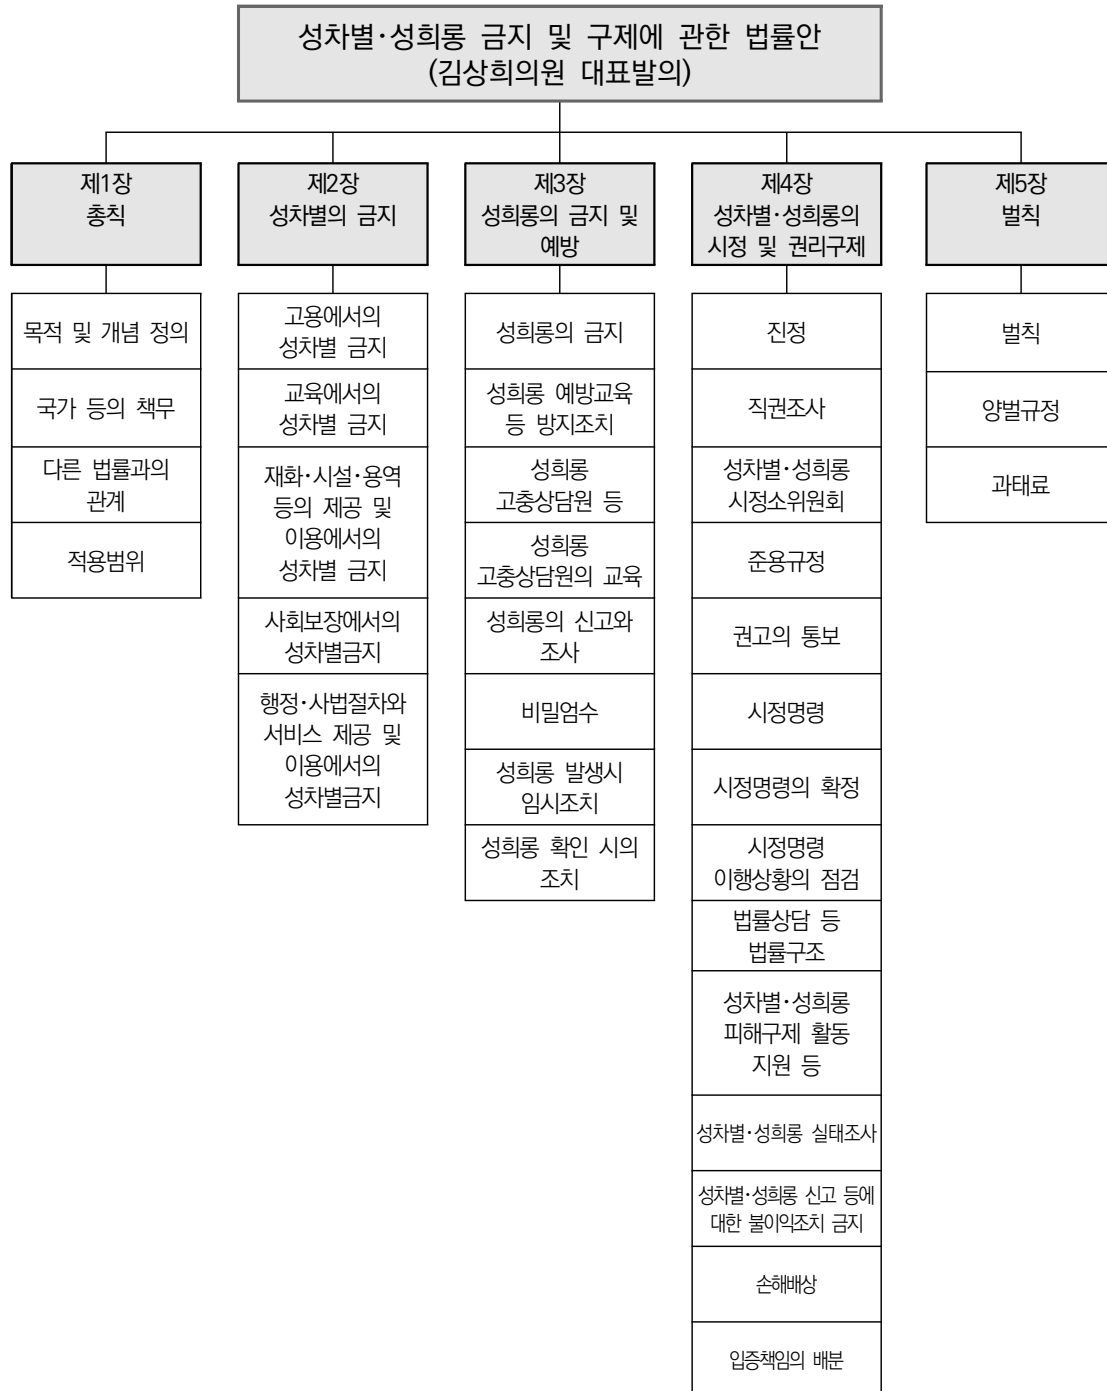 성차별·성희롱 금지 및 구제에 관한 법률안
(김상희의원 대표발의)
제1장
총칙
목적 및 개념 정의
국가 등의 책무
다른 법률과의
관계
적용범위
제2장
성차별의 금지
고용에서의
성차별 금지
교육에서의
성차별 금지
재화·시설·용역
등의 제공 및
이용에서의
성차별 금지
사회보장에서의
성차별금지
행정·사법절차와
서비스 제공 및
이용에서의
성차별금지
제3장
성희롱의 금지 및
예방
성희롱의 금지
성희롱 예방교육
등 방지조치
성희롱
고충상담원 등
성희롱
고충상담원의 교육
성희롱의 신고와
조사
비밀엄수
성희롱 발생시
임시조치
성희롱 확인 시의
조치
제4장
성차별·성희롱의
시정 및 권리구제
진정
직권조사
성차별·성희롱
시정소위원회
준용규정
권고의 통보
시정명령
시정명령의 확정
시정명령
이행상황의 점검
법률상담 등
법률구조
성차별·성희롱
피해구제 활동
지원 등
성차별·성희롱 실태조사
성차별·성희롱 신고 등에
대한 불이익조치 금지
손해배상
입증책임의 배분
제5장
벌칙
벌칙
양벌규정
과태료